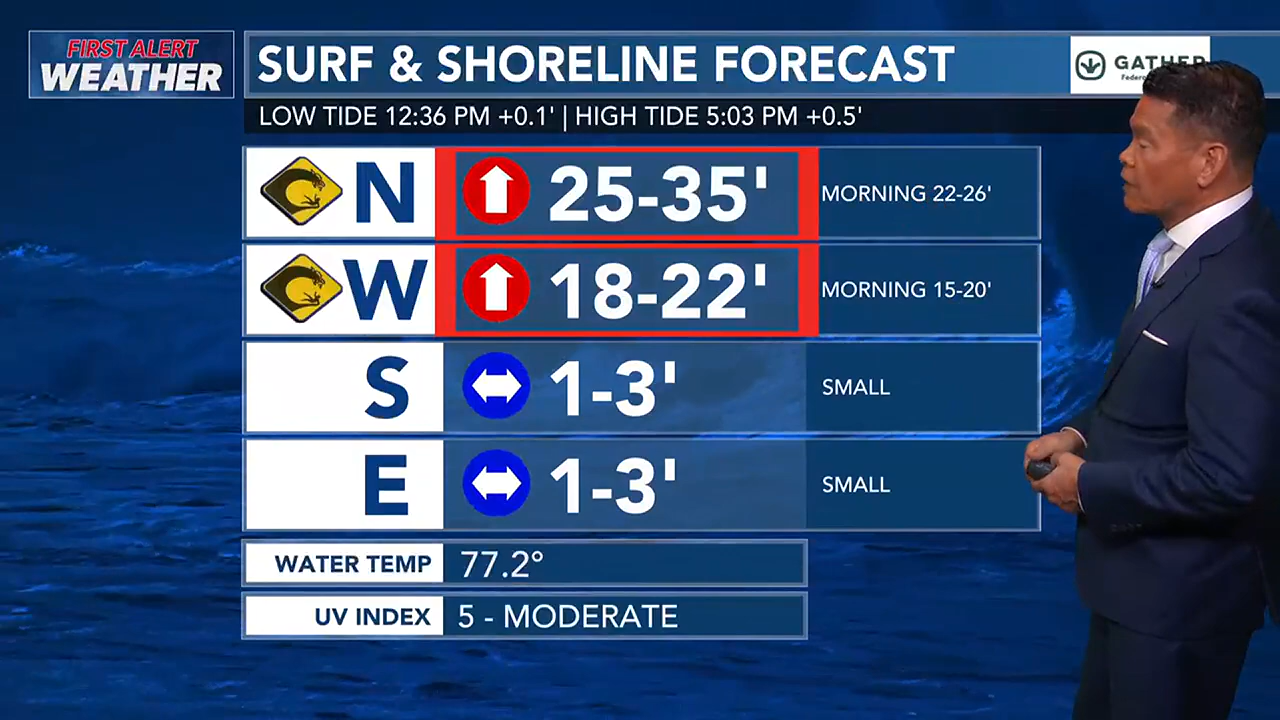 FIRST ALERT
WEATHER
SURF & SHORELINE FORECAST
GATHER
LOW TIDE 12:36 PM +0.1' | HIGH TIDE 5:03 PM +0.5'
N 25-35' MORNING 22-26'
W 18-22' MORNING 15-20'
S 1-3' SMALL
E 1-3' SMALL
WATER TEMP 77.2°
UV INDEX 5 - MODERATE